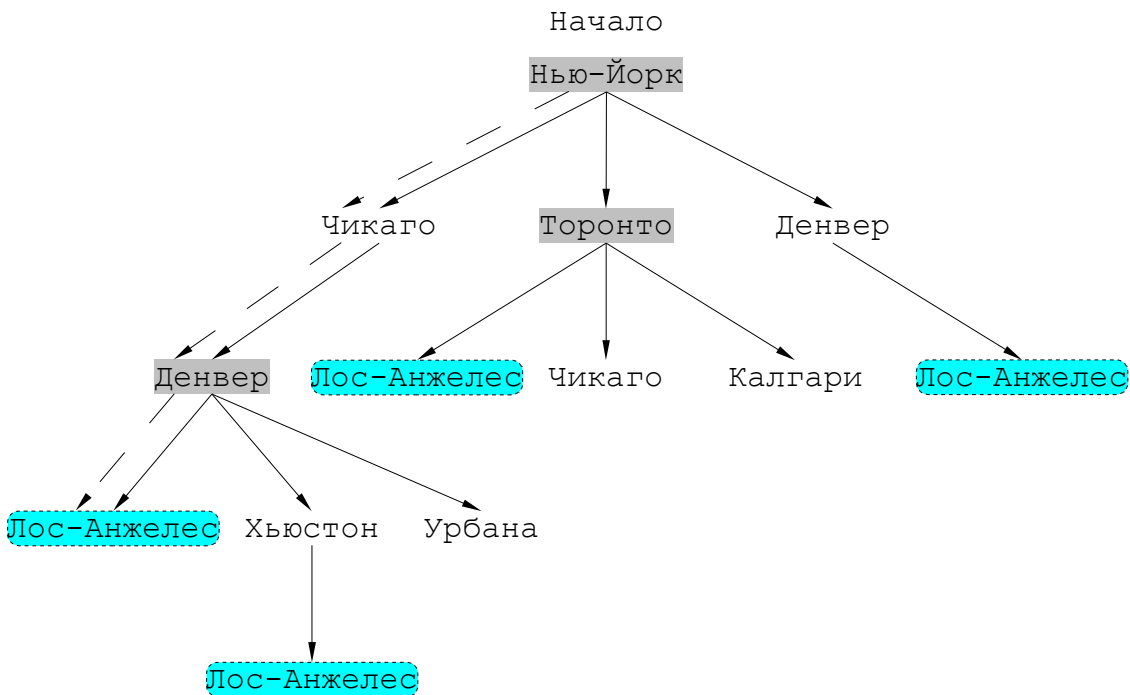 Начало
Нью-Йорк
Чикаго Торонто Денвер
Денвер Лос-Анжелес Чикаго Калгари Лос-Анжелес
Лос-Анжелес Хьюстон Урбана
Лос-Анжелес